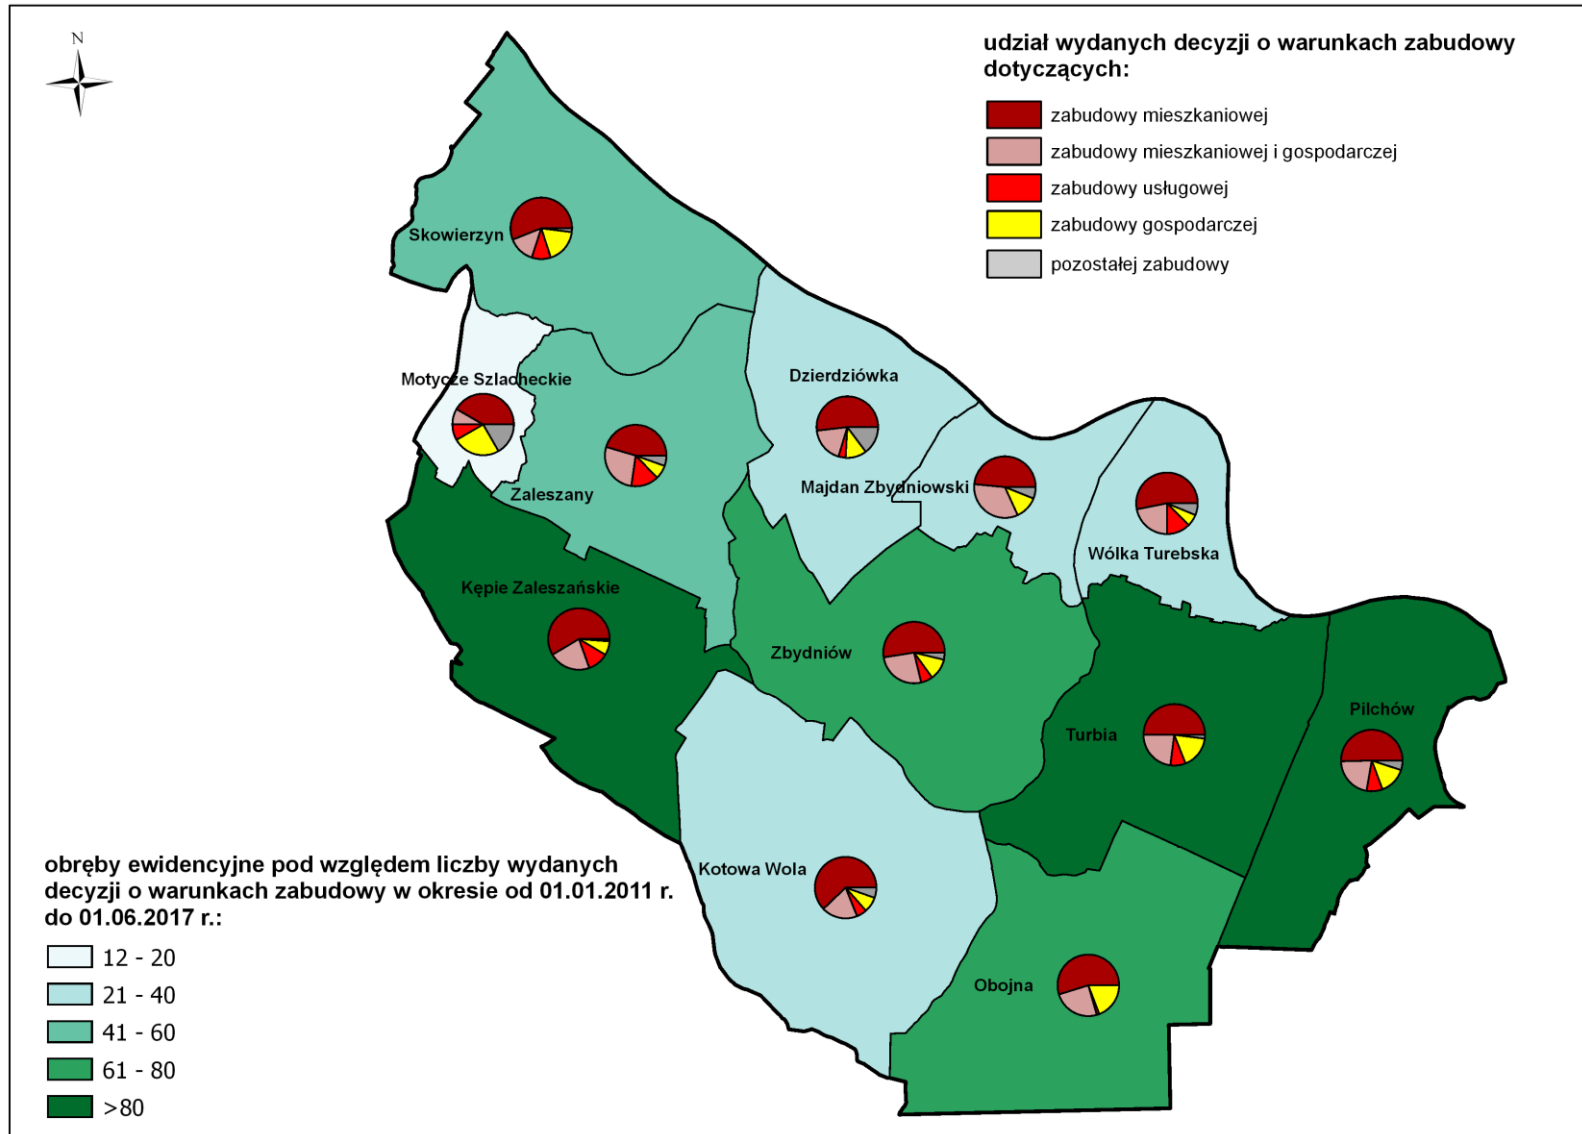 N
udział wydanych decyzji o warunkach zabudowy
dotyczących:
zabudowy mieszkaniowej
zabudowy mieszkaniowej i gospodarczej
zabudowy usługowej
zabudowy gospodarczej
pozostałej zabudowy
Skowierzyn
Motycze Szlacheckie
Dzierdziówka
Zaleszany
Majdan Zbydniowski
Wólka Turebska
Kępie Zaleszańskie
Zbydniów
Turbia
Pilchów
Kotowa Wola
Obojna
obręby ewidencyjne pod względem liczby wydanych
decyzji o warunkach zabudowy w okresie od 01.01.2011 r.
do 01.06.2017 r.:
12 - 20
21 - 40
41 - 60
61 - 80
>80